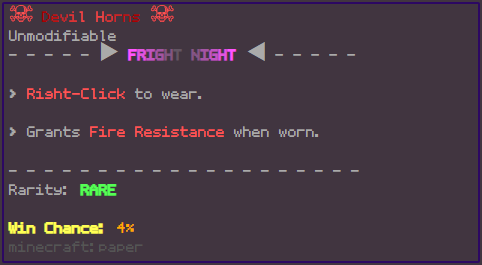 ☠ Devil Horns ☠
Unmodifiable
- - - - - ▶ FRIGHT NIGHT ◀ - - - - -
> Right-Click to wear.
> Grants Fire Resistance when worn.
- - - - - - - - - - - - - - - - - - - -
Rarity: RARE
Win Chance: 4%
minecraft:paper